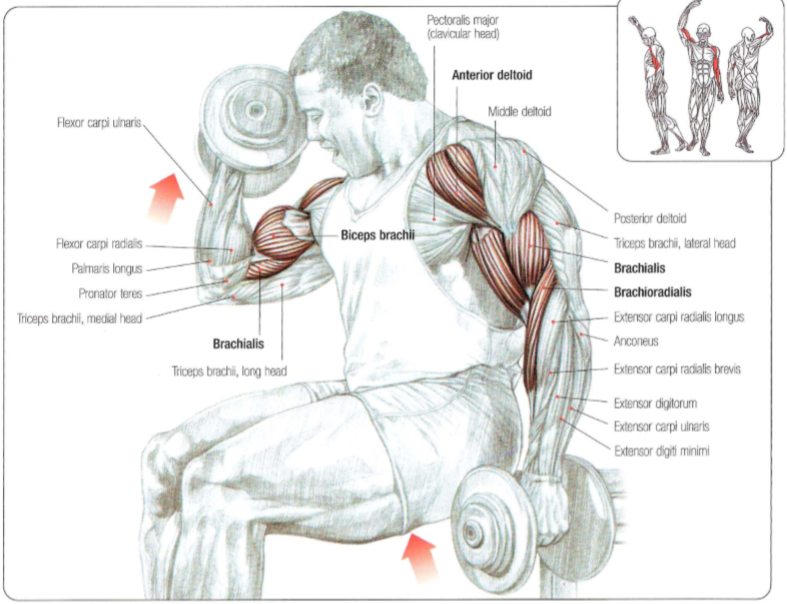 Pectoralis major
(clavicular head)
Anterior deltoid
Middle deltoid
Flexor carpi ulnaris
Posterior deltoid
Triceps brachii, lateral head
Biceps brachii
Flexor carpi radialis
Palmaris longus
Pronator teres
Triceps brachii, medial head
Brachialis
Triceps brachii, long head
Brachialis
Brachioradialis
Extensor carpi radialis longus
Anconeus
Extensor carpi radialis brevis
Extensor digitorum
Extensor carpi ulnaris
Extensor digiti minimi